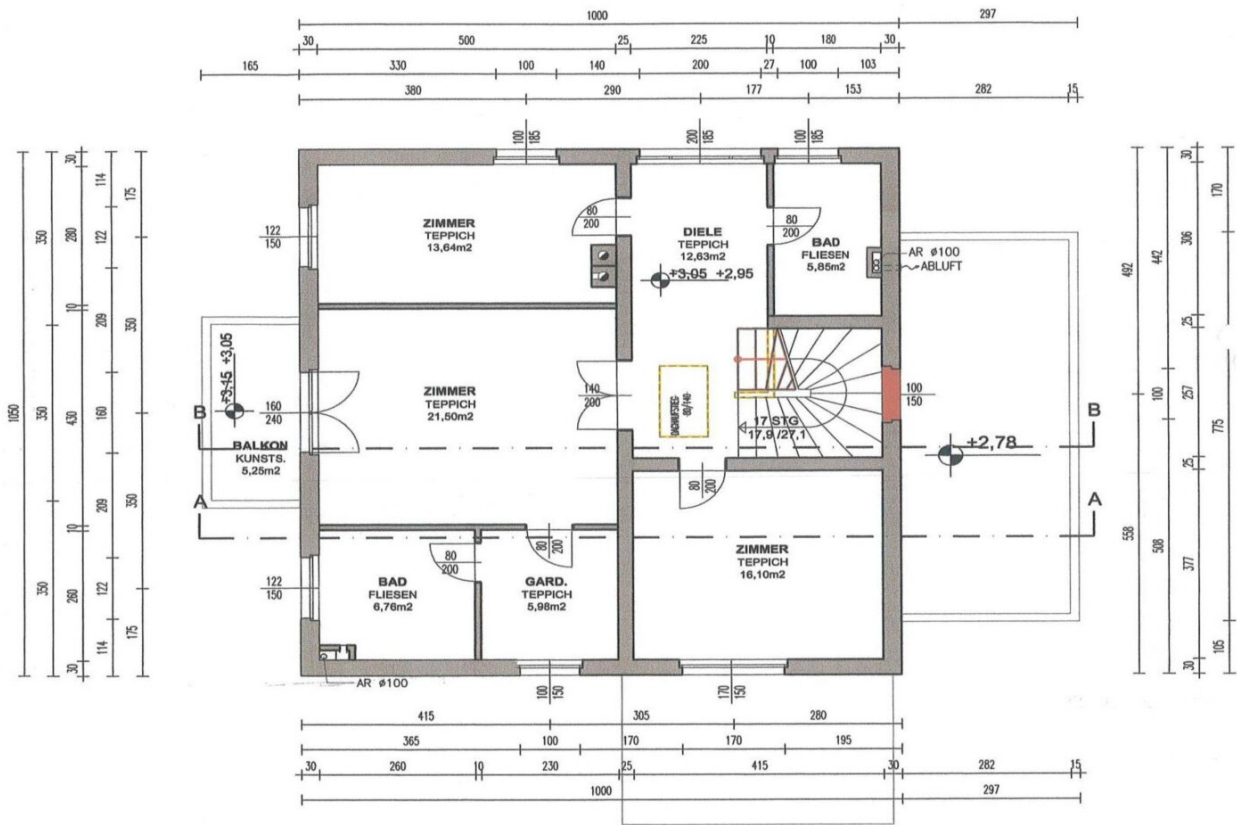 1000 297
30 500 25 225 10 180 30
165 330 100 140 200 27 100 103
380 290 177 153 282 15
100 185
200 185
100 185
1050
350 350 350
30 280 10 430 10 260 30
114 122 209 160 209 122 114
175 350 350 175
122 150
ZIMMER
TEPPICH
13,64m2
80 200
DIELE
TEPPICH
12,63m2
+3,05 +2,95
80 200
BAD
FLIESEN
5,85m2
AR ø100
ABLUFT
+3,15 +3,05
B
160 240
BALKON
KUNSTS.
5,25m2
A
ZIMMER
TEPPICH
21,50m2
140 200
80/140
17 STG
17,9 /27,1
100 150
+2,78
B
A
80 200
122 150
BAD
FLIESEN
6,76m2
80 200
80 200
GARD.
TEPPICH
5,98m2
ZIMMER
TEPPICH
16,10m2
AR ø100
100 150
170 150
492 558
442 100 508
30 306 25 257 25 377 30
170 775 105
415 305 280
365 100 170 170 195
30 260 10 230 25 415 30 282 15
1000 297